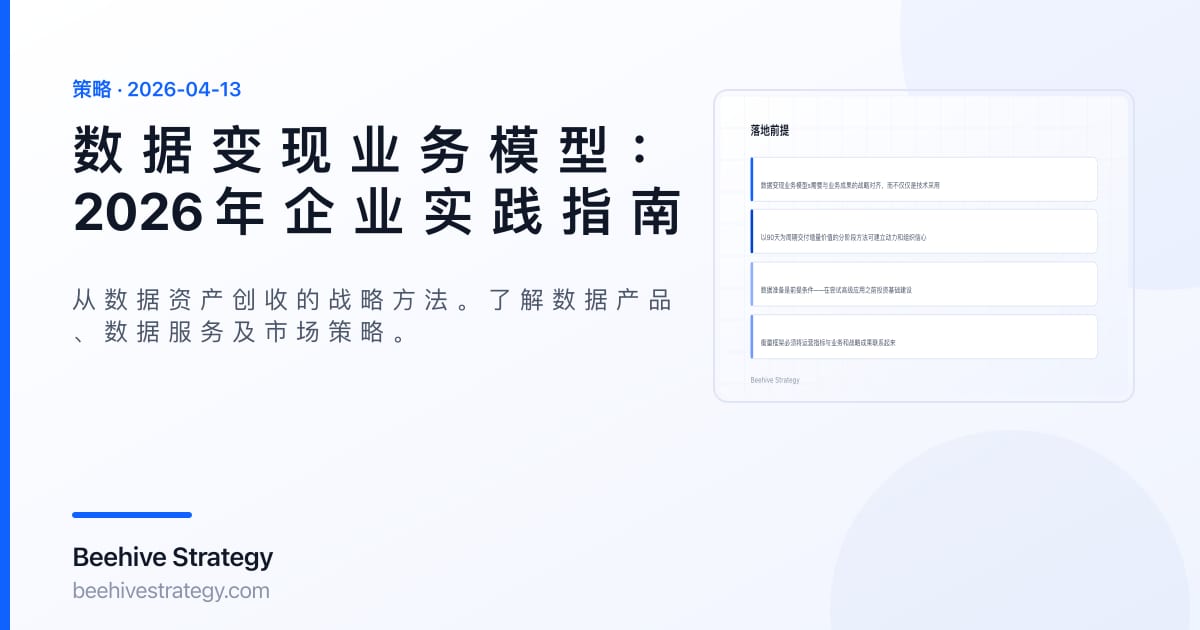 策略 · 2026-04-13
数据变现业务模型：
2026年企业实践指南
从数据资产创收的战略方法。了解数据产品
、数据服务及市场策略。
落地前提
数据变现业务模型s需要与业务成果的战略对齐，而不仅仅是技术采用
以90天为周期交付增量价值的分阶段方法可建立动力和组织信心
数据准备是前提条件——在尝试高级应用之前投资基础建设
衡量框架必须将运营指标与业务和战略成果联系起来
Beehive Strategy
Beehive Strategy
beehivestrategy.com